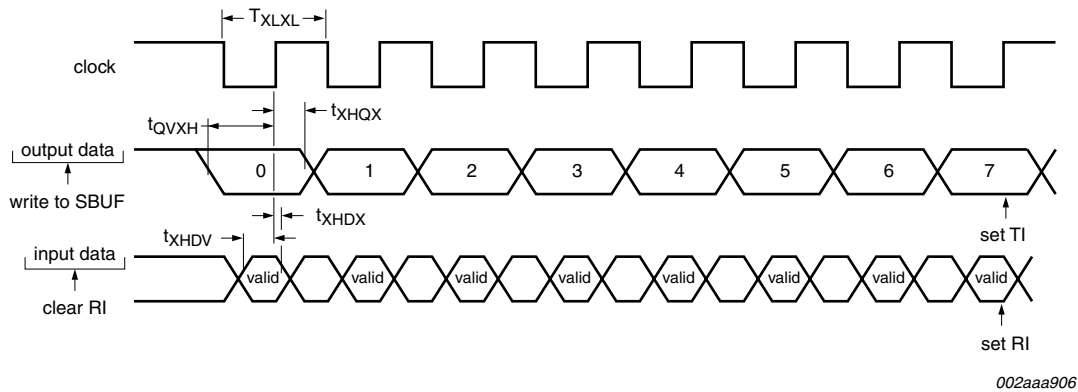 TXLXL
clock
tXHQX
tQVXH
output data
0 1 2 3 4 5 6 7
write to SBUF
tXHDX
set TI
tXHDV
input data
valid valid valid valid valid valid valid valid
clear RI
set RI
002aaa906